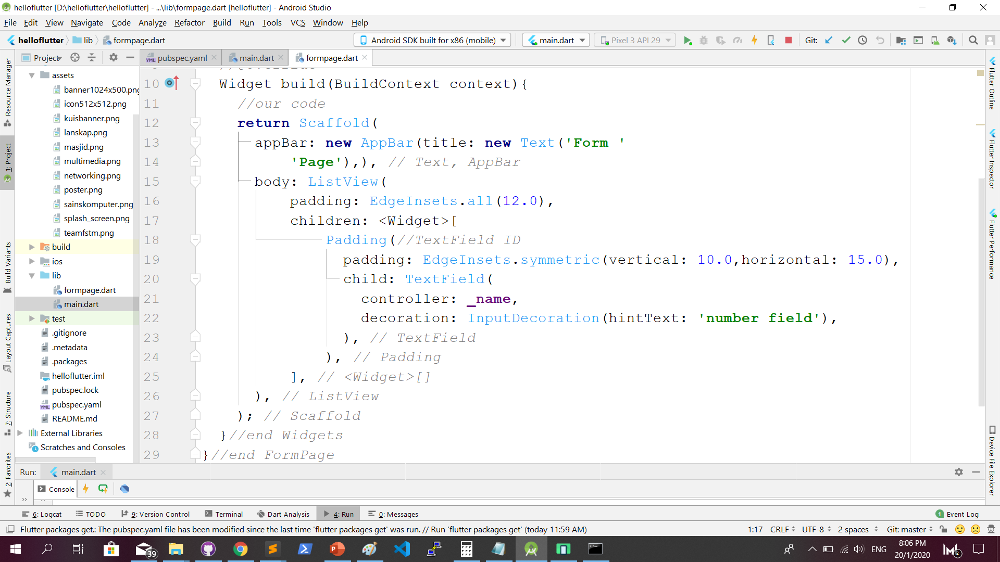 helloflutter [D:\helloflutter\helloflutter] - ...\lib\formpage.dart [helloflutter] - Android Studio
File Edit View Navigate Code Analyze Refactor Build Run Tools VCS Window Help
helloflutter lib formpage.dart Android SDK built for x86 (mobile) main.dart Pixel 3 API 29 Git:
Project pubspec.yaml main.dart formpage.dart
assets
banner1024x500.png
icon512x512.png
kuisbanner.png
lanskap.png
masjid.png
multimedia.png
networking.png
poster.png
sainskomputer.png
splash_screen.png
teamfstm.png
build
ios
lib
formpage.dart
main.dart
test
.gitignore
.metadata
.packages
helloflutter.iml
pubspec.lock
pubspec.yaml
README.md
External Libraries
Scratches and Consoles
10 Widget build(BuildContext context){
11 //our code
12 return Scaffold(
13 appBar: new AppBar(title: new Text('Form '
14 'Page'),), // Text, AppBar
15 body: ListView(
16 padding: EdgeInsets.all(12.0),
17 children: <Widget>[
18 Padding(//TextField ID
19 padding: EdgeInsets.symmetric(vertical: 10.0,horizontal: 15.0),
20 child: TextField(
21 controller: _name,
22 decoration: InputDecoration(hintText: 'number field'),
23 ), // TextField
24 ), // Padding
25 ], // <Widget>[]
26 ), // ListView
27 ); // Scaffold
28 }//end Widgets
29 }//end FormPage
Resource Manager
1: Project
Build Variants
Layout Captures
7: Structure
2: Favorites
Flutter Outline
Flutter Inspector
Flutter Performance
Device File Explorer
Run: main.dart
Console
6: Logcat TODO 9: Version Control Terminal Dart Analysis 4: Run 0: Messages 1 Event Log
Flutter packages get.: The pubspec.yaml file has been modified since the last time 'flutter packages get' was run. // Run 'flutter packages get' (today 11:59 AM) 1:17 CRLF UTF-8 2 spaces Git: master
39 ENG 8:06 PM 2
20/1/2020